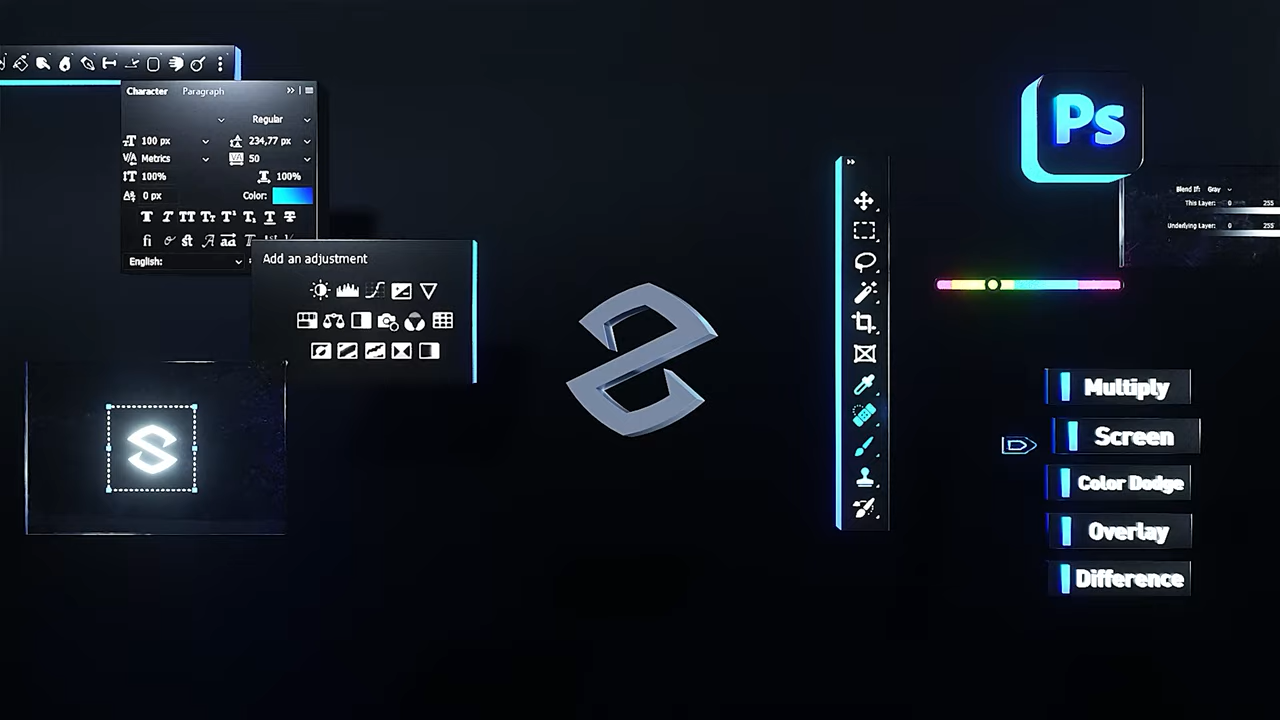 Character Paragraph
Regular
100 px 234,77 px
Metrics 50
100% 100%
0 px Color:
English:
Add an adjustment
S
Ps
Blend If: Gray
This Layer: 0 255
Underlying Layer: 0 255
Multiply
Screen
Color Dodge
Overlay
Difference